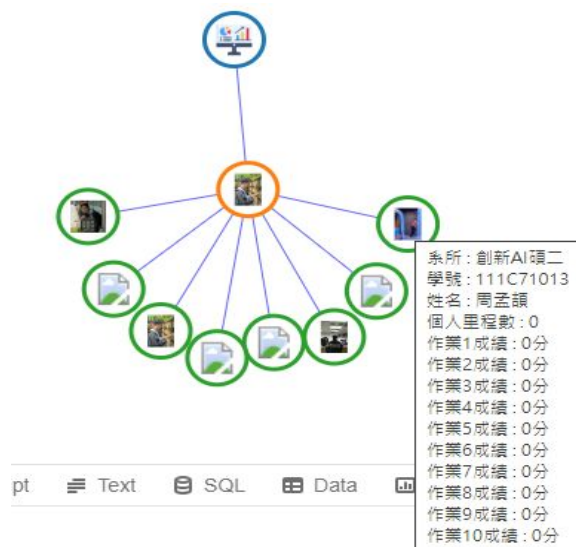 系所 : 創新AI碩二
學號 : 111C71013
姓名 : 周孟頡
個人里程數 : 0
作業1成績 : 0分
作業2成績 : 0分
作業3成績 : 0分
作業4成績 : 0分
作業5成績 : 0分
作業6成績 : 0分
作業7成績 : 0分
作業8成績 : 0分
作業9成績 : 0分
作業10成績 : 0分
pt Text SQL Data